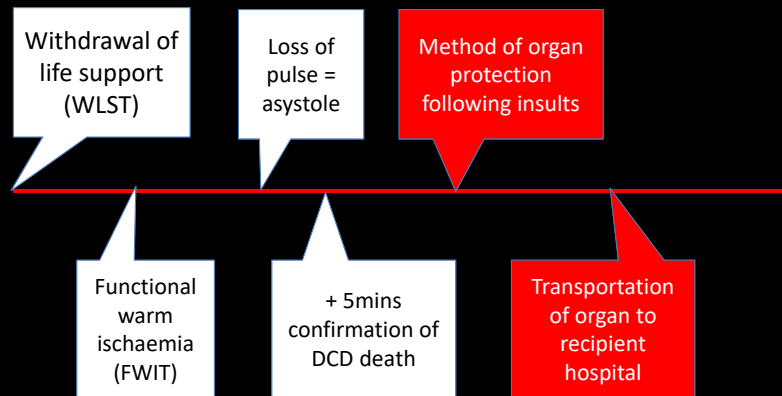 Withdrawal of
life support
(WLST)
Loss of
pulse =
asystole
Method of organ
protection
following insults
Functional
warm
ischaemia
(FWIT)
+ 5mins
confirmation of
DCD death
Transportation
of organ to
recipient
hospital